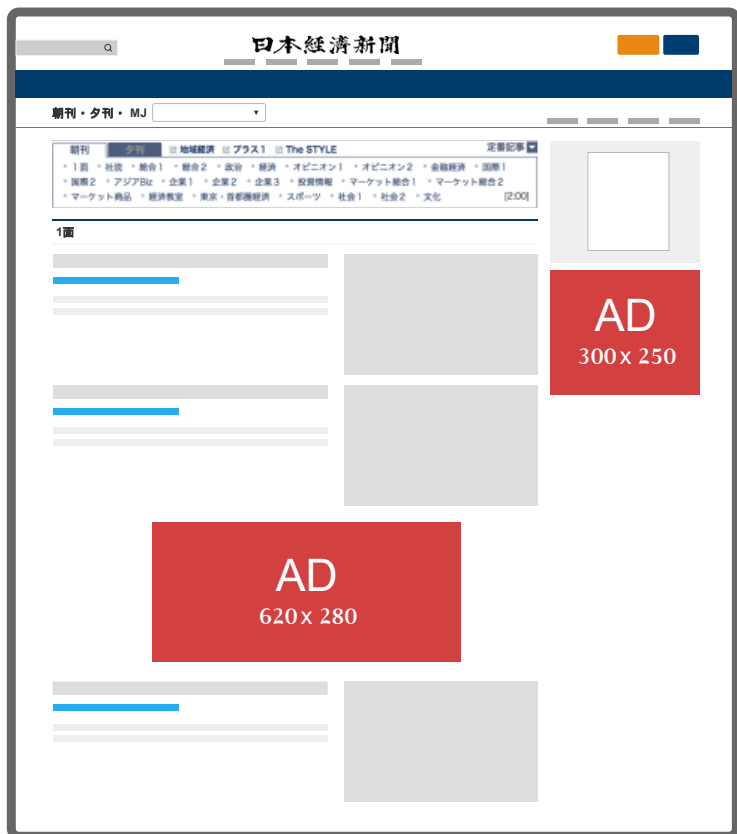 日本経済新聞
朝刊・夕刊・ MJ
朝刊 夕刊 地域経済 プラス1 The STYLE 定番記事
・1面 ・社説 ・総合1 ・総合2 ・政治 ・経済 ・オピニオン1 ・オピニオン2 ・金融経済 ・国際1
・国際2 ・アジアBiz ・企業1 ・企業2 ・企業3 ・投資情報 ・マーケット総合1 ・マーケット総合2
・マーケット商品 ・経済教室 ・東京・首都圏経済 ・スポーツ ・社会1 ・社会2 ・文化 [2:00]
1面
AD
300 x 250
AD
620 x 280